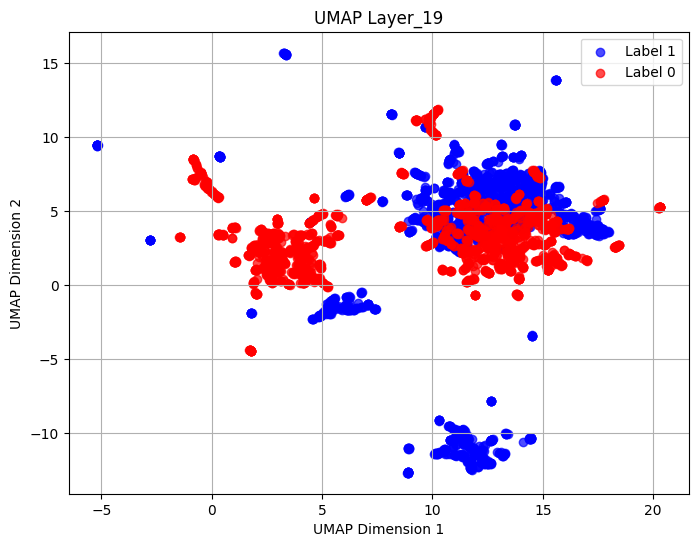 UMAP Layer_19
Label 1
Label 0
UMAP Dimension 2
15
10
5
0
−5
−10
−5
0
5
10
15
20
UMAP Dimension 1